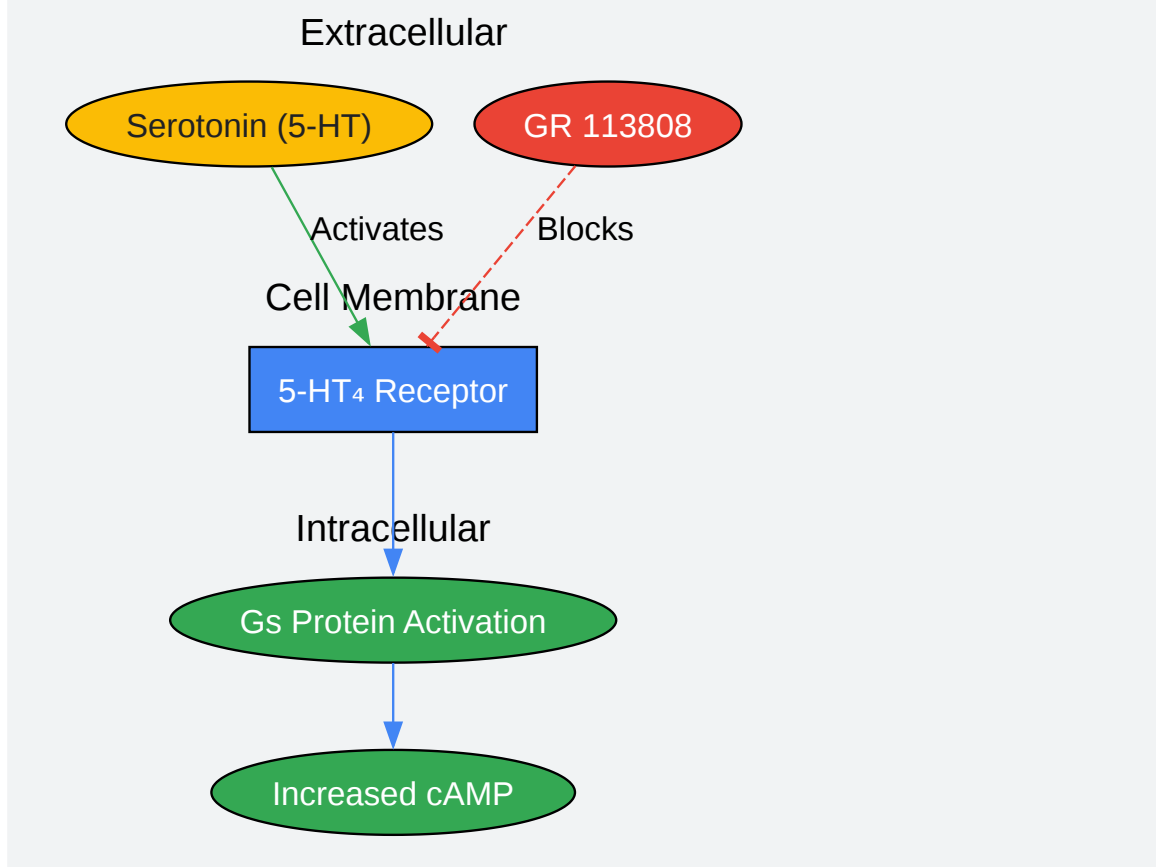 Extracellular
Serotonin (5-HT)
GR 113808
Activates
Blocks
Cell Membrane
5-HT₄ Receptor
Intracellular
Gs Protein Activation
Increased cAMP